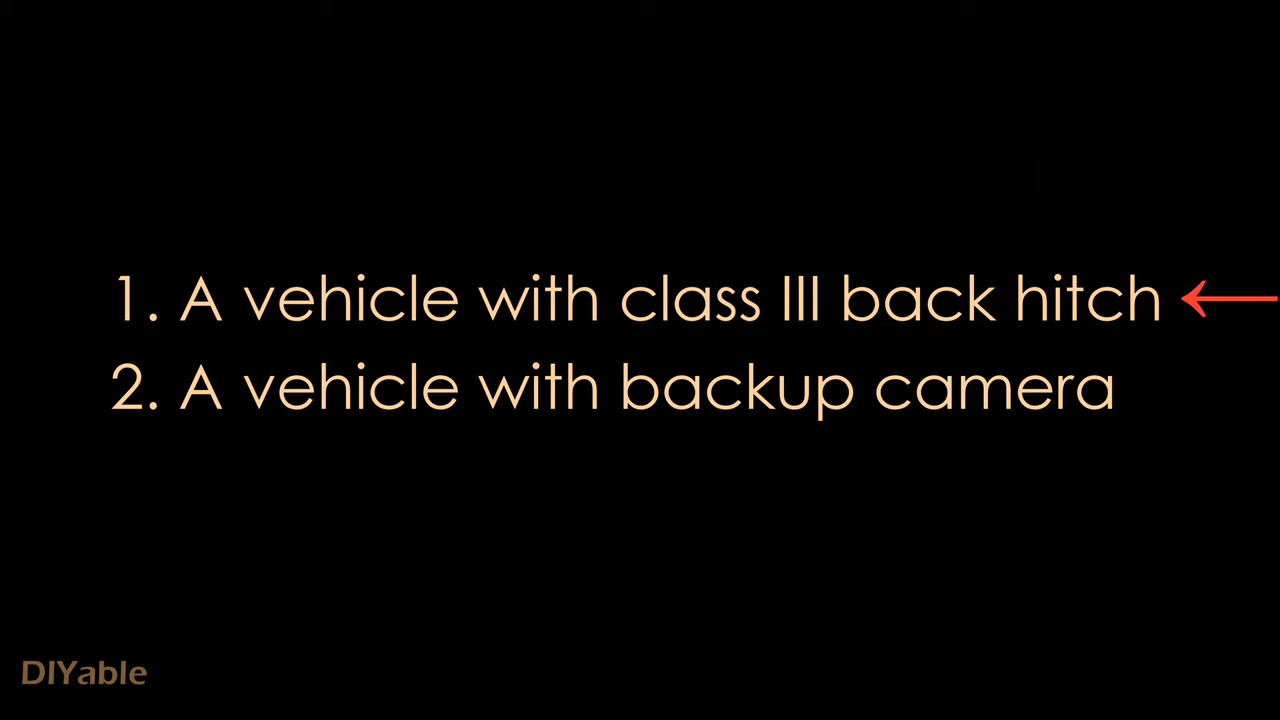 1. A vehicle with class III back hitch
2. A vehicle with backup camera
DIYable